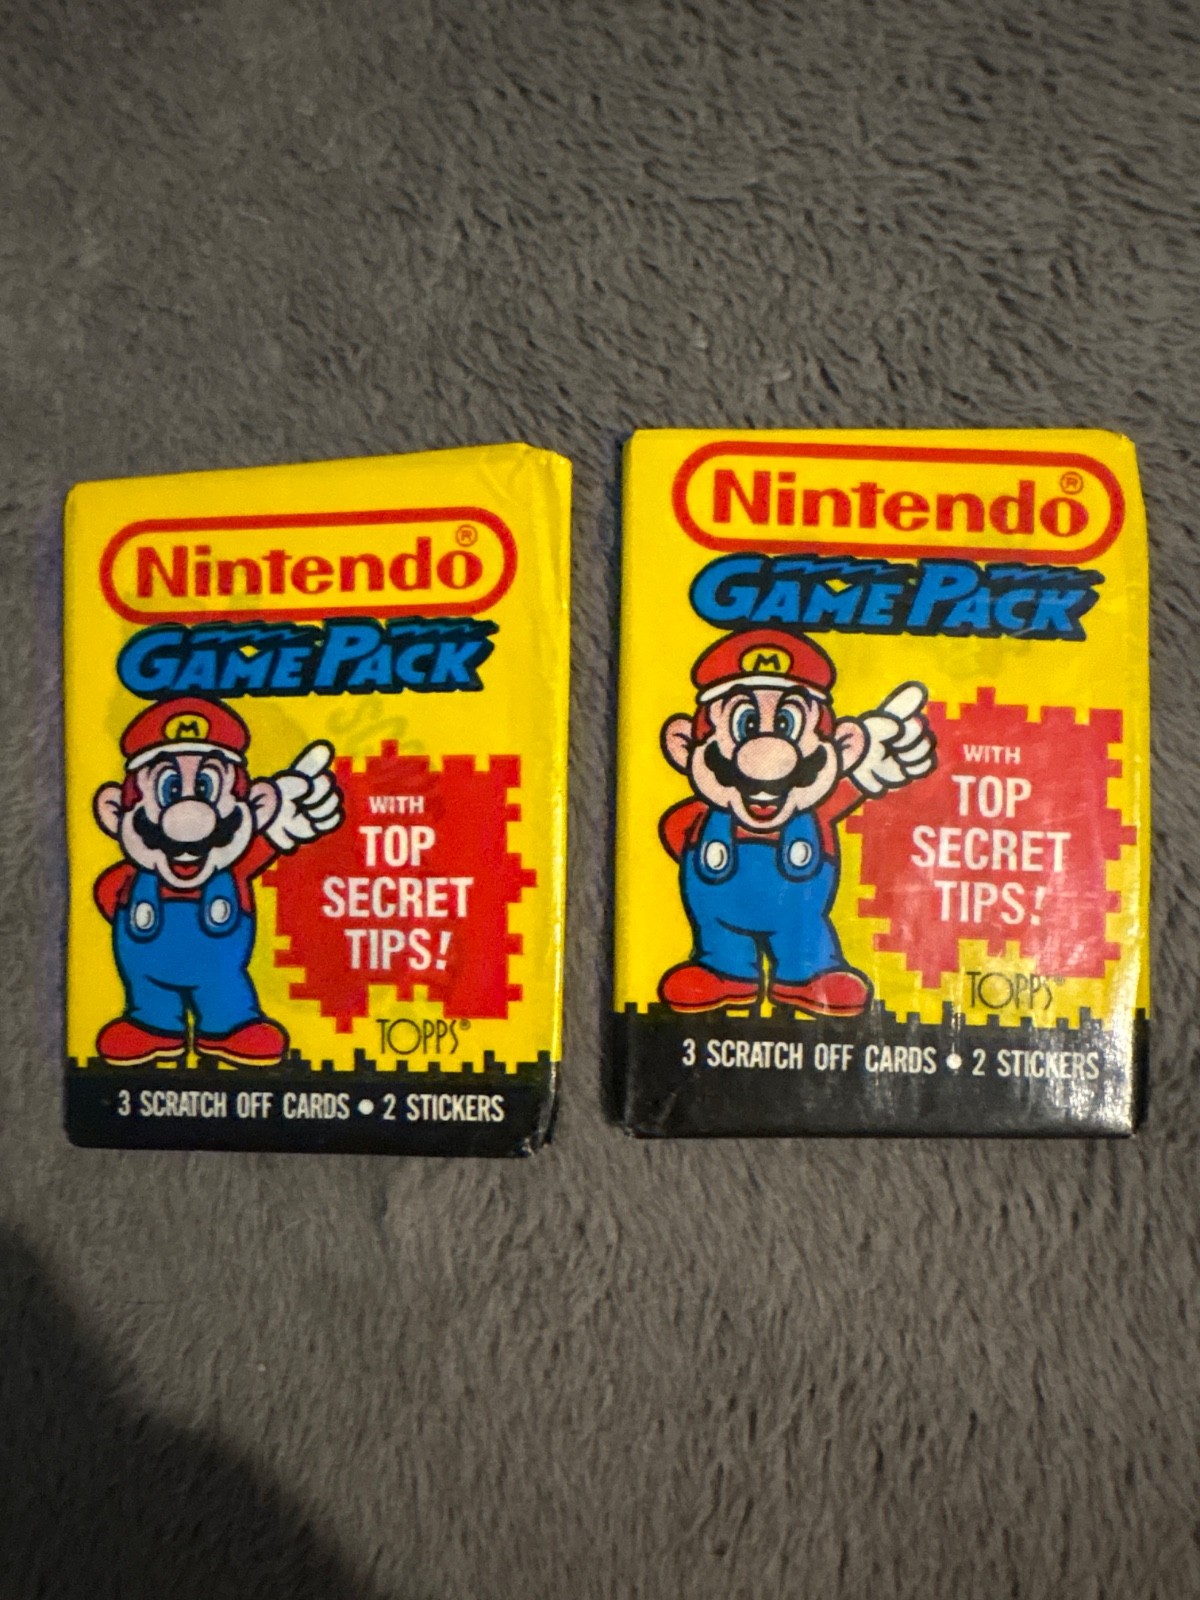 Nintendo®
GAME PACK
M
WITH
TOP
SECRET
TIPS!
TOPPS®
3 SCRATCH OFF CARDS • 2 STICKERS
Nintendo®
GAME PACK
M
WITH
TOP
SECRET
TIPS!
TOPPS®
3 SCRATCH OFF CARDS • 2 STICKERS